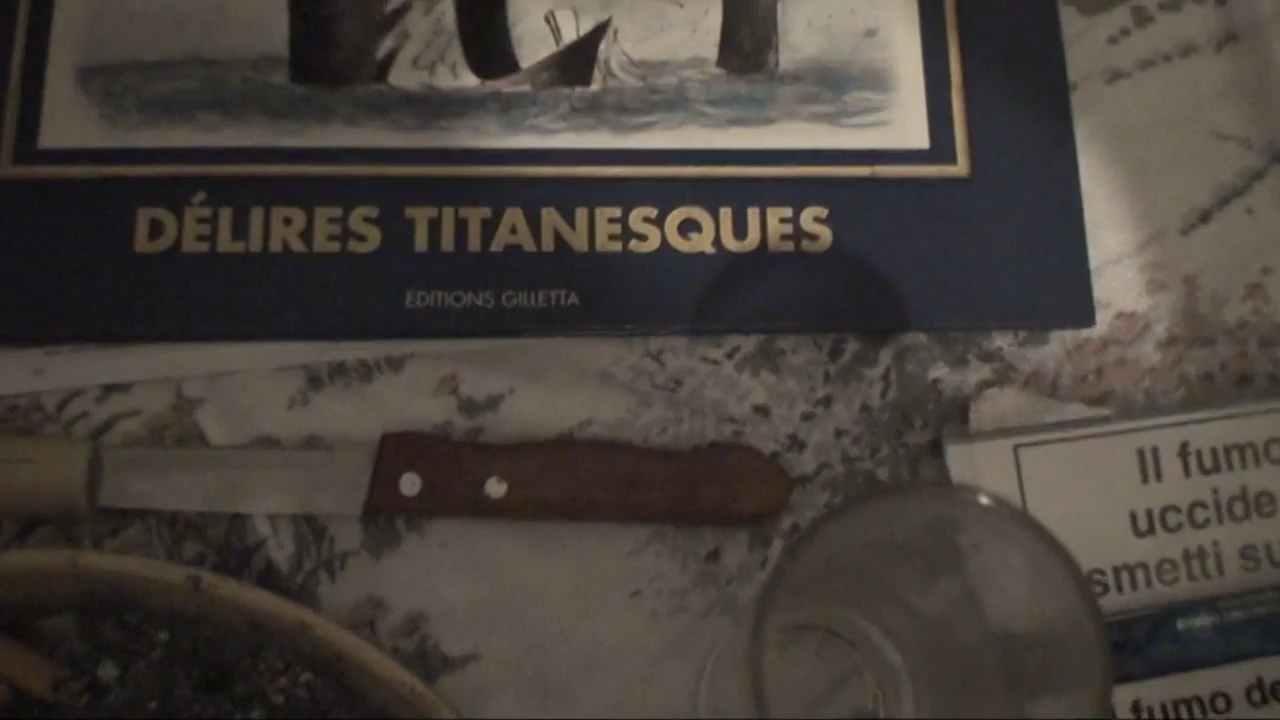 DÉLIRES TITANESQUES
EDITIONS GILLETTA
Il fumo
uccide
smetti su
fumo de